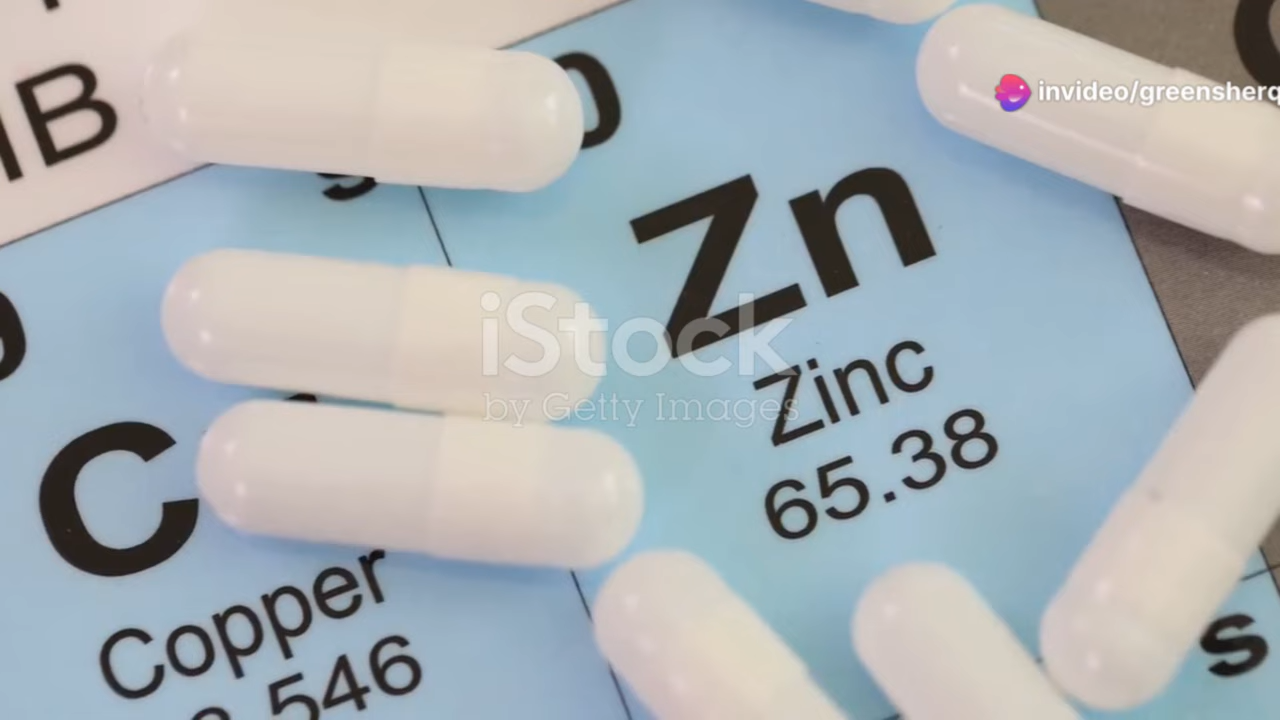 IB
invideo/greensherq
Zn
iStock
by Getty Images
Zinc
65.38
C
Copper
.546
s